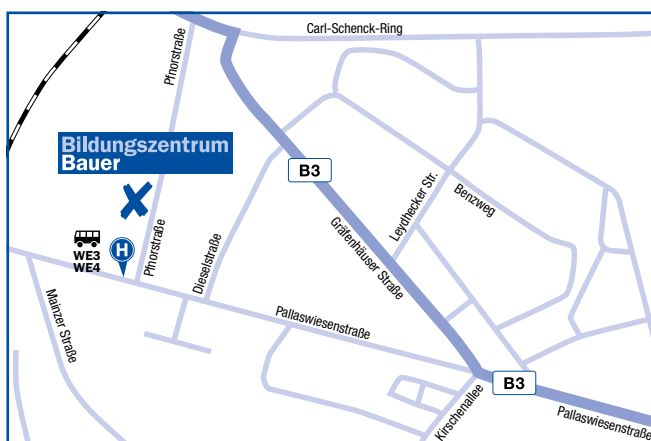 Carl-Schenck-Ring
Pfnorstraße
Bildungszentrum
Bauer
B3
Leydhecker Str.
Benzweg
WE3
WE4
H
Pfnorstraße
Dieselstraße
Gräfenhäuser Straße
Mainzer Straße
Pallaswiesenstraße
B3
Kirschenallee
Pallaswiesenstraße